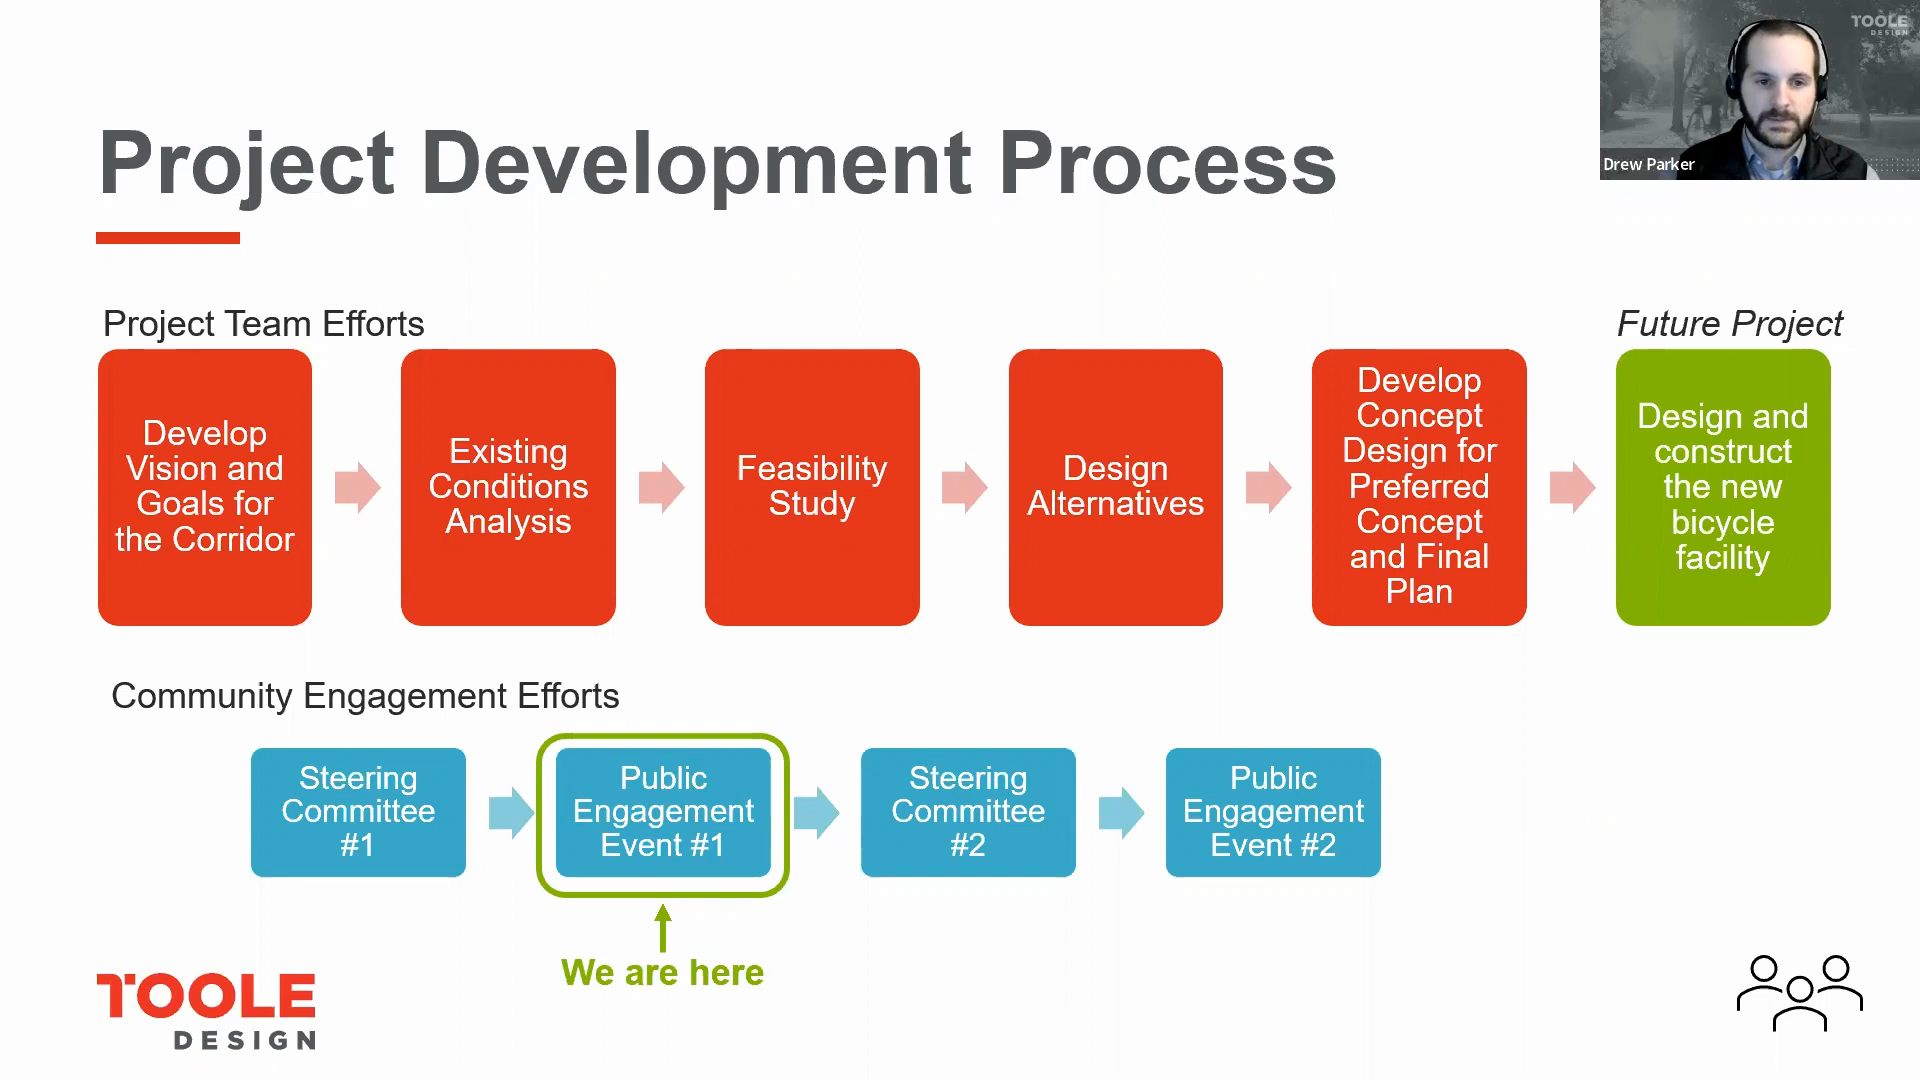 TOOLE
DESIGN
Drew Parker
Project Development Process
Project Team Efforts
Future Project
Develop
Vision and
Goals for
the Corridor
Existing
Conditions
Analysis
Feasibility
Study
Design
Alternatives
Develop
Concept
Design for
Preferred
Concept
and Final
Plan
Design and
construct
the new
bicycle
facility
Community Engagement Efforts
Steering
Committee
#1
Public
Engagement
Event #1
Steering
Committee
#2
Public
Engagement
Event #2
We are here
TOOLE
DESIGN